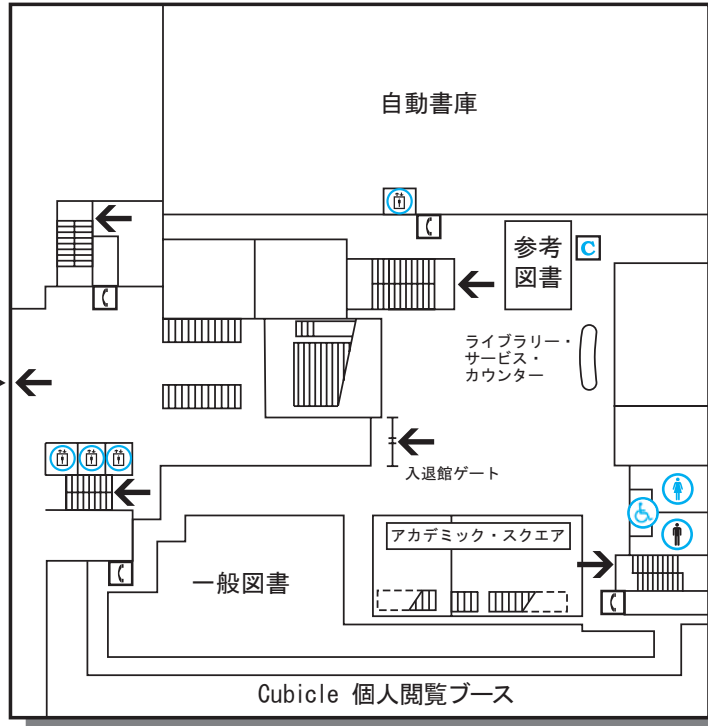 自動書庫
参考
図書
C
ライブラリー・
サービス・
カウンター
入退館ゲート
アカデミック・スクエア
一般図書
Cubicle 個人閲覧ブース